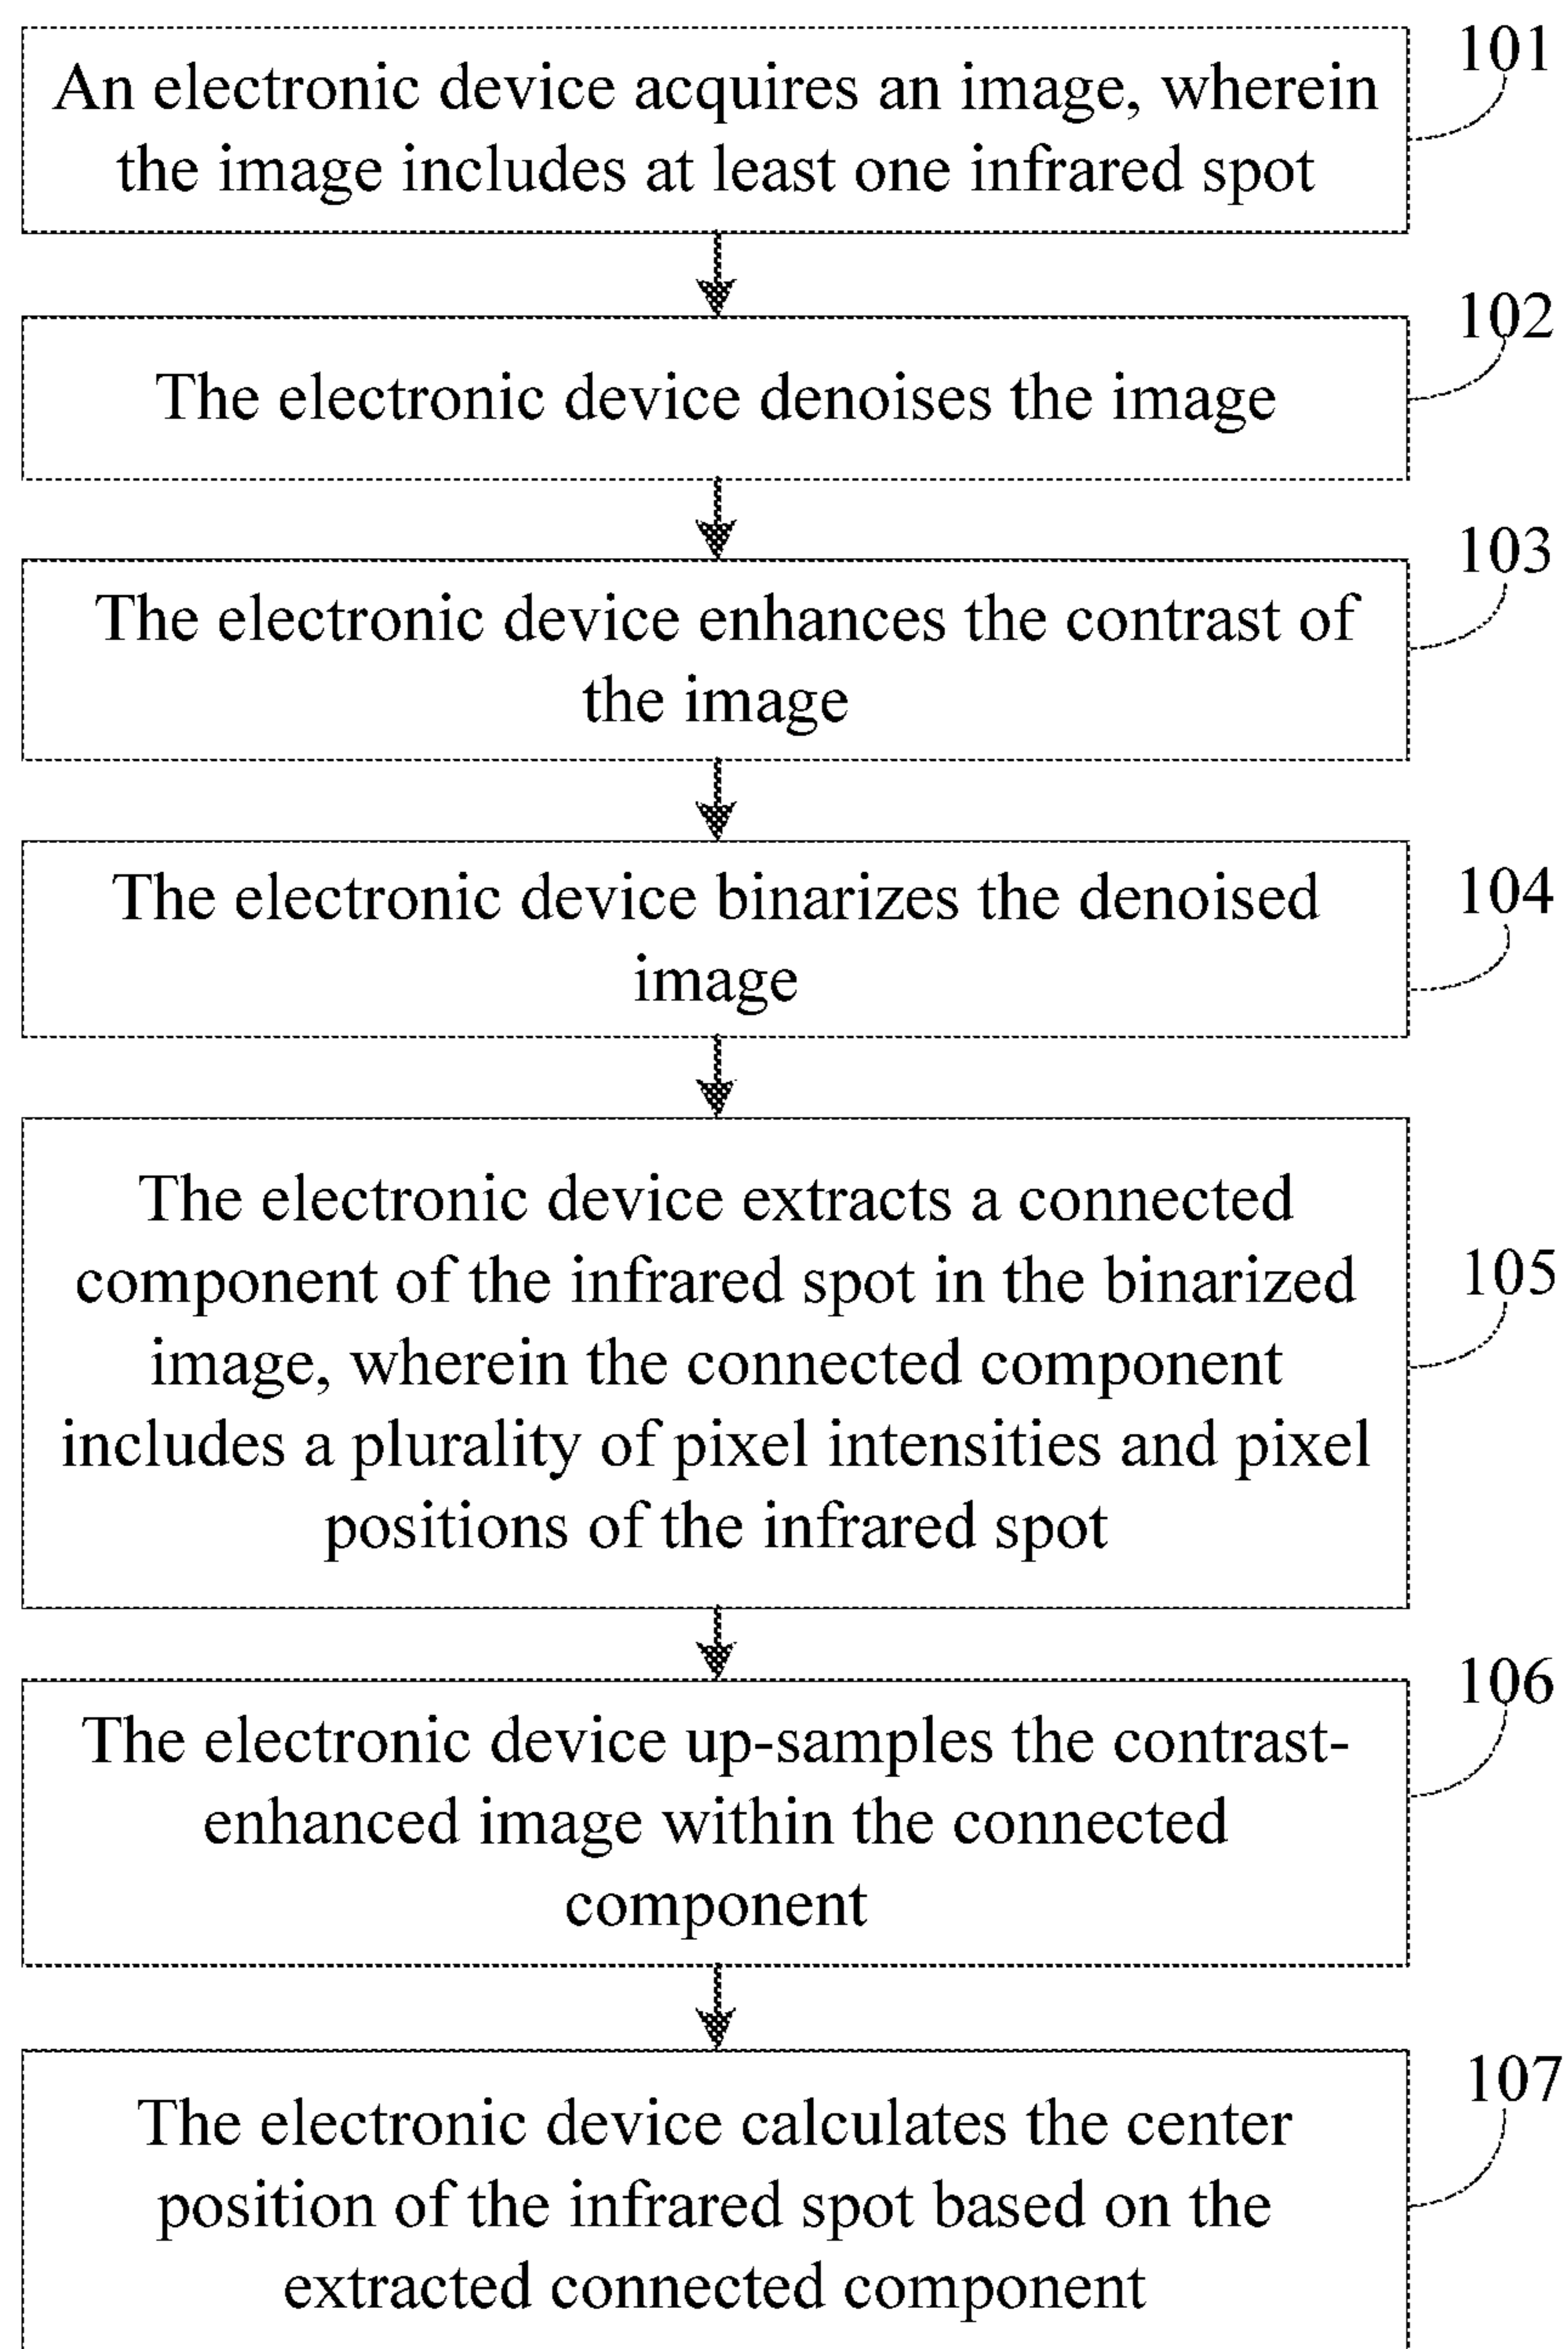 101
An electronic device acquires an image, wherein
the image includes at least one infrared spot
102
The electronic device denoises the image
103
The electronic device enhances the contrast of
the image
104
The electronic device binarizes the denoised
image
105
The electronic device extracts a connected
component of the infrared spot in the binarized
image, wherein the connected component
includes a plurality of pixel intensities and pixel
positions of the infrared spot
106
The electronic device up-samples the contrast-
enhanced image within the connected
component
107
The electronic device calculates the center
position of the infrared spot based on the
extracted connected component